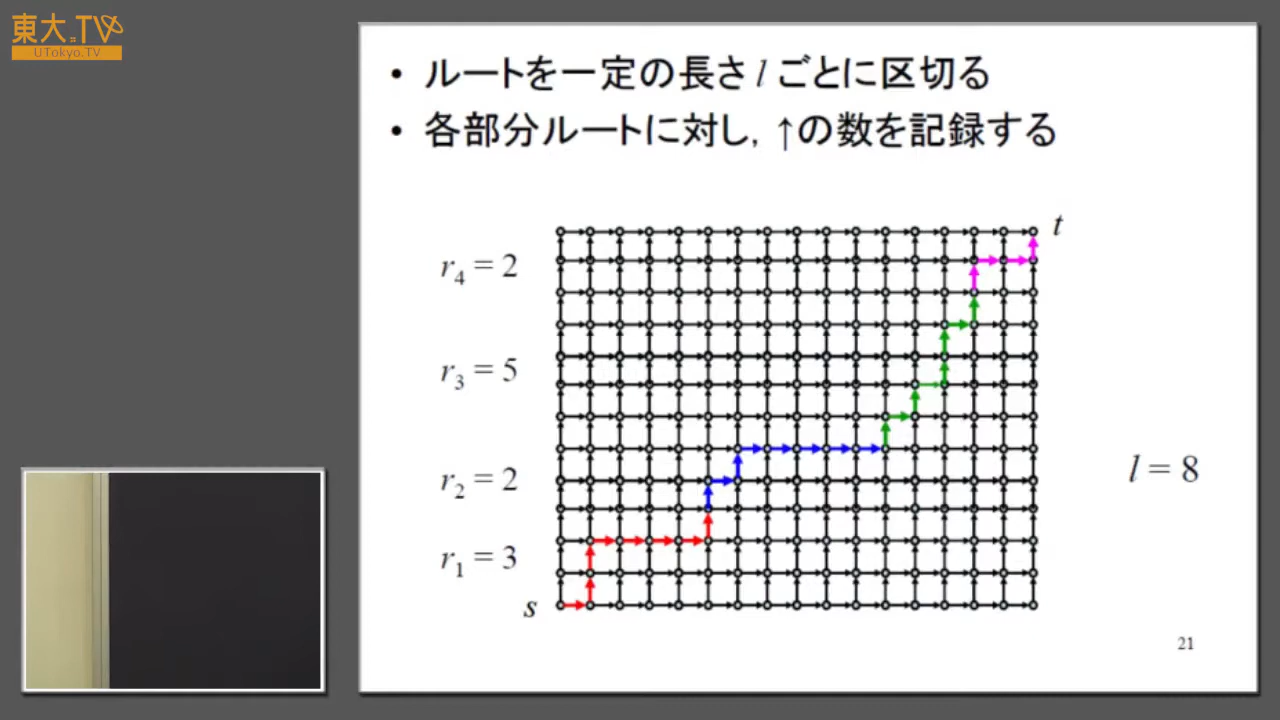 東大.TV
UTokyo.TV
• ルートを一定の長さ l ごとに区切る
• 各部分ルートに対し, ↑の数を記録する
t
r4 = 2
r3 = 5
l = 8
r2 = 2
r1 = 3
s
21